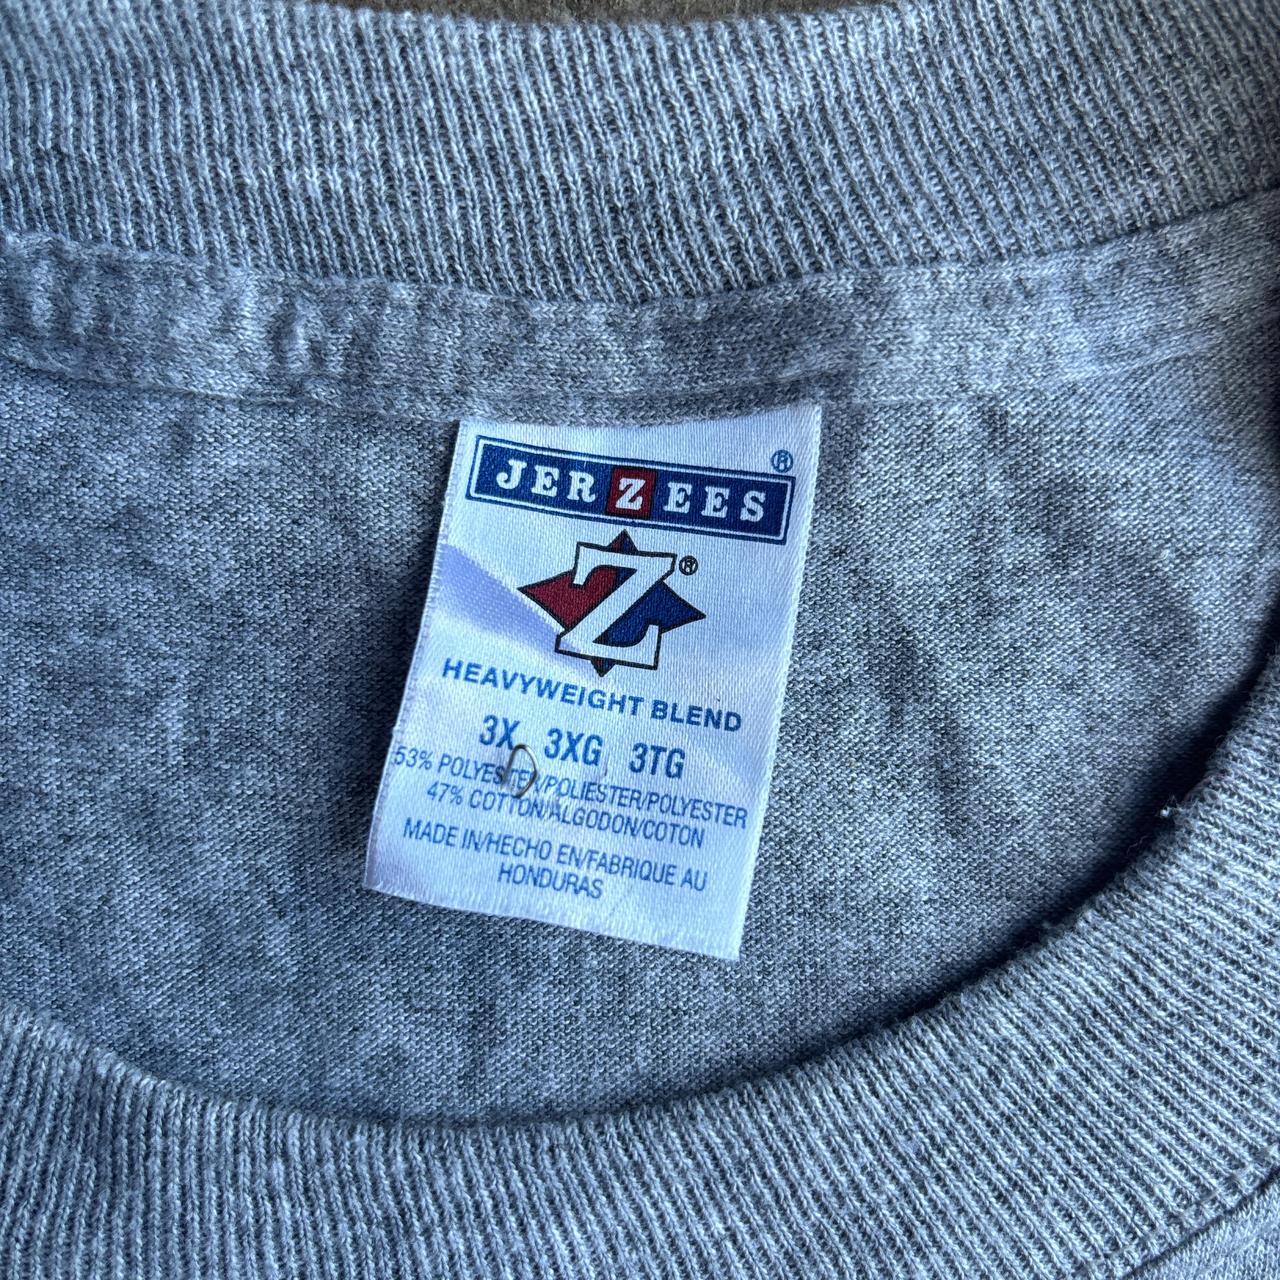 JERZEES ®
Z ®
HEAVYWEIGHT BLEND
3X 3XG 3TG
53% POLYESTER/POLIESTER/POLYESTER
47% COTTON/ALGODON/COTON
MADE IN/HECHO EN/FABRIQUE AU
HONDURAS